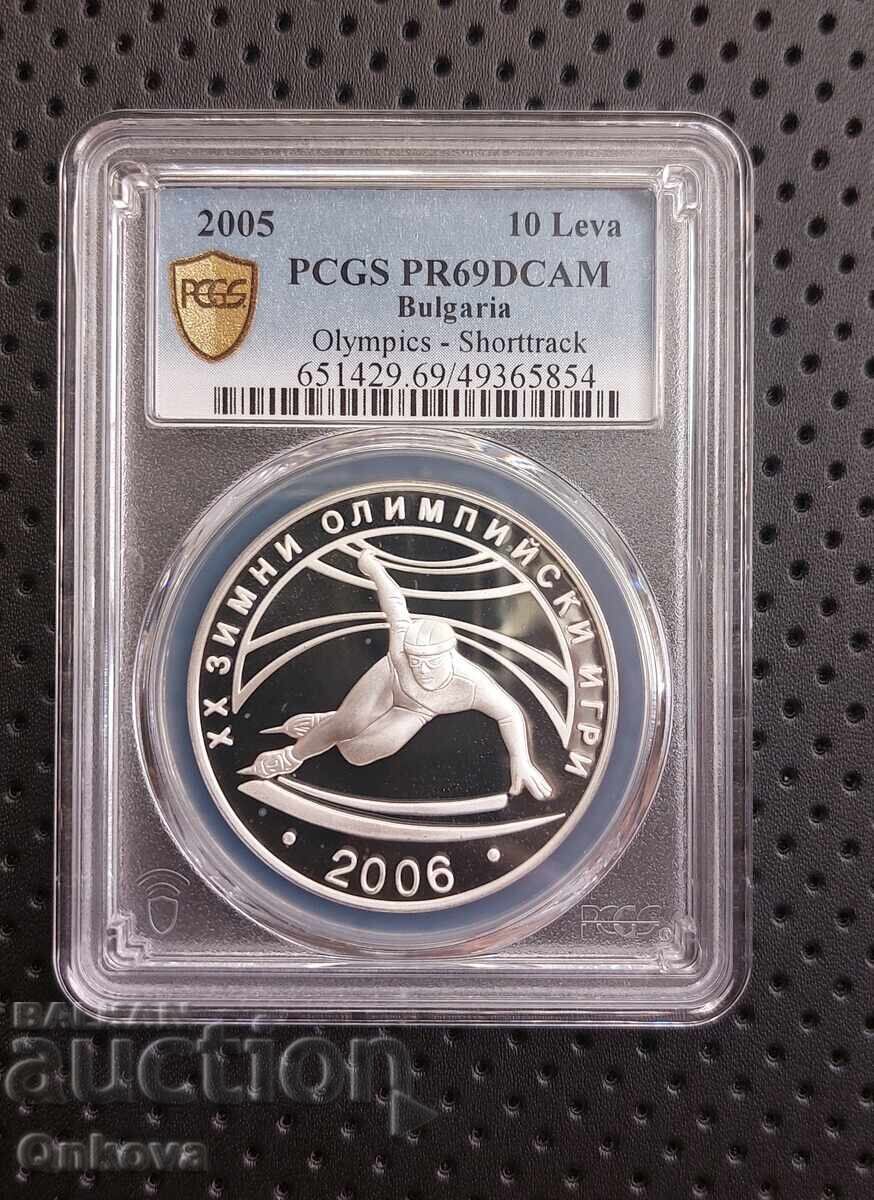 2005 10 Leva
PCGS PCGS PR69DCAM
Bulgaria
Olympics - Shorttrack
651429.69/49365854
XX ЗИМНИ ОЛИМПИЙСКИ ИГРИ
• 2006 •
PCGS
BALKAN
auction
Onkova